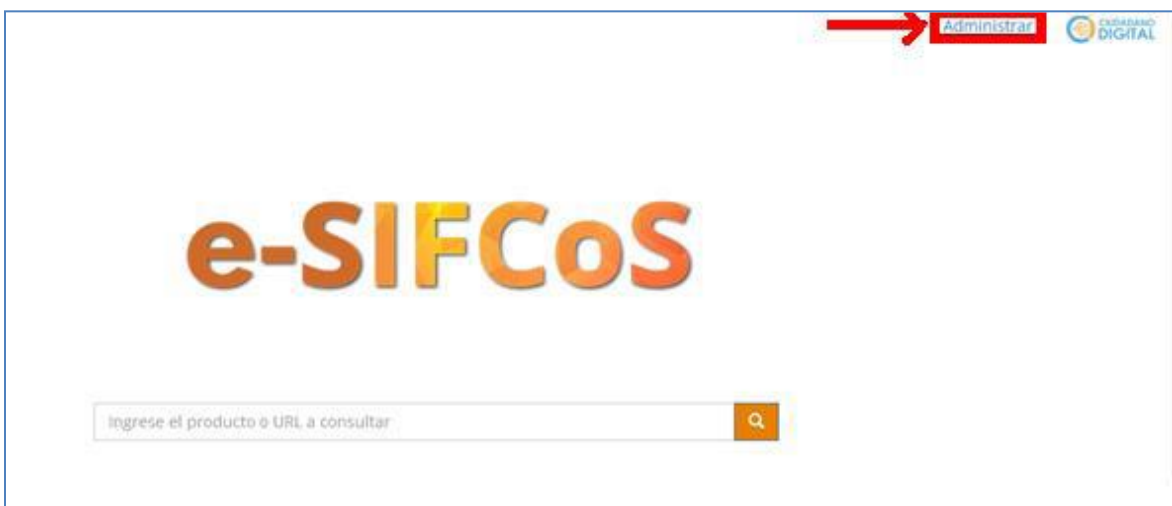 Administrar
CIUDADANO
DIGITAL
e-SIFCoS
Ingrese el producto o URL a consultar